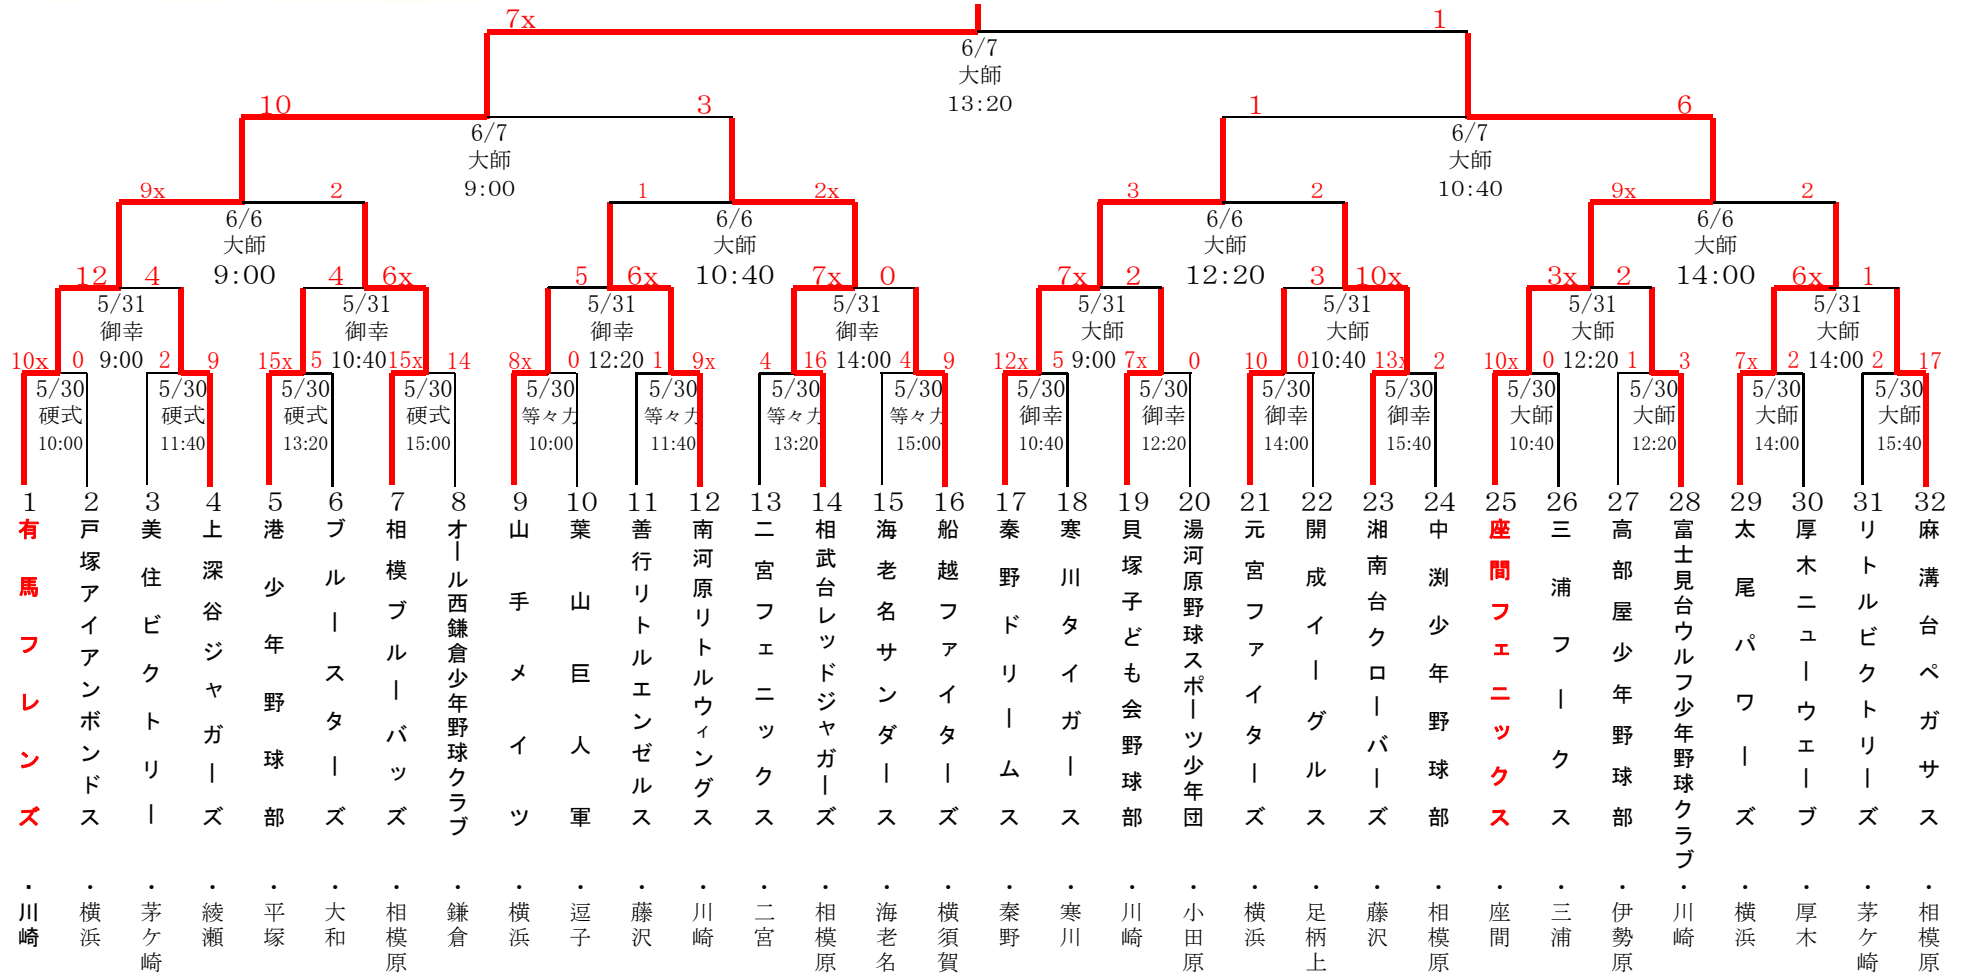 7x 1
6/7
大師
13:20
10 3 1 6
6/7 6/7
大師 大師
9:00 10:40
9x 2 1 2x 3 2 9x 2
6/6 6/6 6/6 6/6
大師 大師 大師 大師
9:00 10:40 12:20 14:00
12 4 4 6x 5 6x 7x 0 7x 2 3 10x 3x 2 6x 1
5/31 5/31 5/31 5/31 5/31 5/31 5/31 5/31
御幸 御幸 御幸 御幸 大師 大師 大師 大師
9:00 10:40 12:20 14:00 9:00 10:40 12:20 14:00
10x 0 2 9 15x 5 15x 14 8x 0 1 9x 4 16 4 9 12x 5 7x 0 10 0 13x 2 10x 0 1 3 7x 2 2 17
5/30 5/30 5/30 5/30 5/30 5/30 5/30 5/30 5/30 5/30 5/30 5/30 5/30 5/30 5/30 5/30
硬式 硬式 硬式 硬式 等々力 等々力 等々力 等々力 御幸 御幸 御幸 御幸 大師 大師 大師 大師
10:00 11:40 13:20 15:00 10:00 11:40 13:20 15:00 10:40 12:20 14:00 15:40 10:40 12:20 14:00 15:40
1 有馬フレンズ・川崎
2 戸塚アイアンボンドス・横浜
3 美住ビクトリー・茅ケ崎
4 上深谷ジャガーズ・綾瀬
5 港少年野球部・平塚
6 ブルースターズ・大和
7 相模ブルーバッズ・相模原
8 オール西鎌倉少年野球クラブ・鎌倉
9 山手メイツ・横浜
10 葉山巨人軍・逗子
11 善行リトルエンゼルス・藤沢
12 南河原リトルウィングス・川崎
13 二宮フェニックス・二宮
14 相武台レッドジャガーズ・相模原
15 海老名サンダース・海老名
16 船越ファイターズ・横須賀
17 秦野ドリームス・秦野
18 寒川タイガース・寒川
19 貝塚子ども会野球部・川崎
20 湯河原野球スポーツ少年団・小田原
21 元宮ファイターズ・横浜
22 開成イーグルス・足柄上
23 湘南台クローバーズ・藤沢
24 中渕少年野球部・相模原
25 座間フェニックス・座間
26 三浦フークス・三浦
27 高部屋少年野球部・伊勢原
28 富士見台ウルフ少年野球クラブ・川崎
29 太尾パワーズ・横浜
30 厚木ニューウェーブ・厚木
31 リトルビクトリーズ・茅ケ崎
32 麻溝台ペガサス・相模原